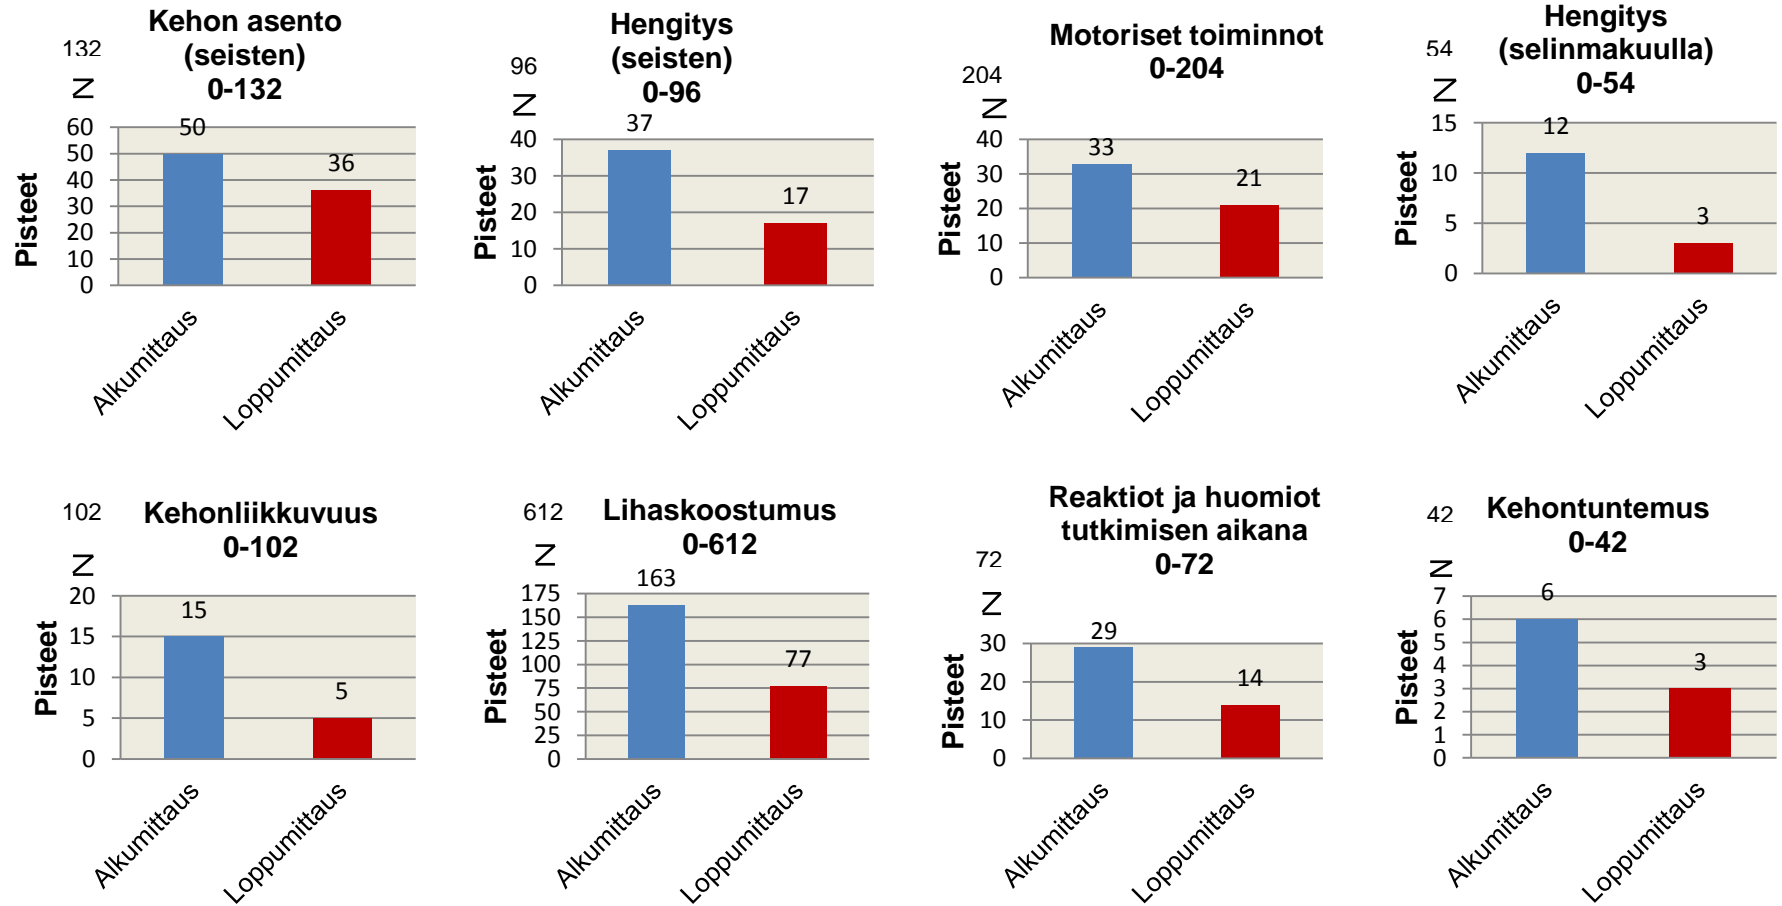 Kehon asento
(seisten)
0-132
132
Z
Pisteet
60
50
40
30
20
10
0
50
36
Alkumittaus
Loppumittaus
Hengitys
(seisten)
0-96
96
Z
Pisteet
40
30
20
10
0
37
17
Alkumittaus
Loppumittaus
Motoriset toiminnot
0-204
204
Z
40
30
20
10
0
33
21
Alkumittaus
Loppumittaus
Hengitys
(selinmakuulla)
0-54
54
Z
Pisteet
15
10
5
0
12
3
Alkumittaus
Loppumittaus
Kehonliikkuvuus
0-102
102
Z
Pisteet
20
15
10
5
0
15
5
Alkumittaus
Loppumittaus
Lihaskoostumus
0-612
612
Z
Pisteet
175
150
125
100
75
50
25
0
163
77
Alkumittaus
Loppumittaus
Reaktiot ja huomiot
tutkimisen aikana
0-72
72
Z
Pisteet
30
20
10
0
29
14
Alkumittaus
Loppumittaus
Kehontuntemus
0-42
42
Z
Pisteet
7
6
5
4
3
2
1
0
6
3
Alkumittaus
Loppumittaus